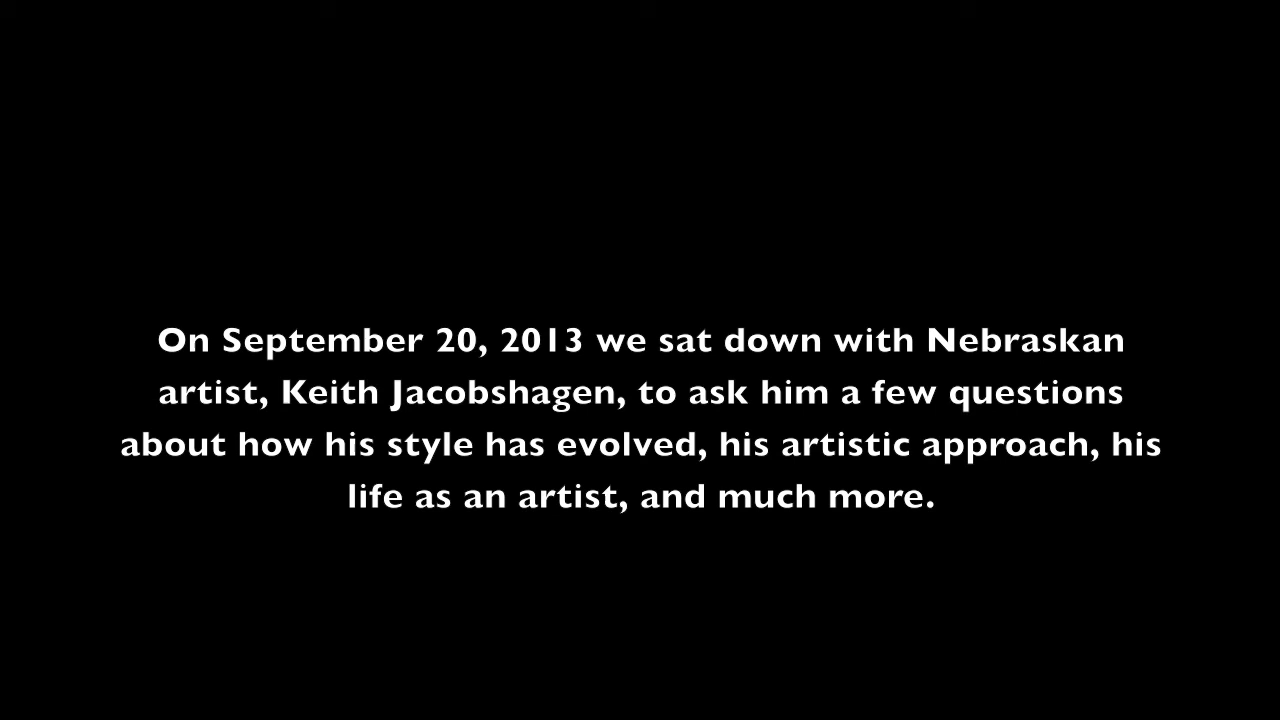 On September 20, 2013 we sat down with Nebraskan
artist, Keith Jacobshagen, to ask him a few questions
about how his style has evolved, his artistic approach, his
life as an artist, and much more.